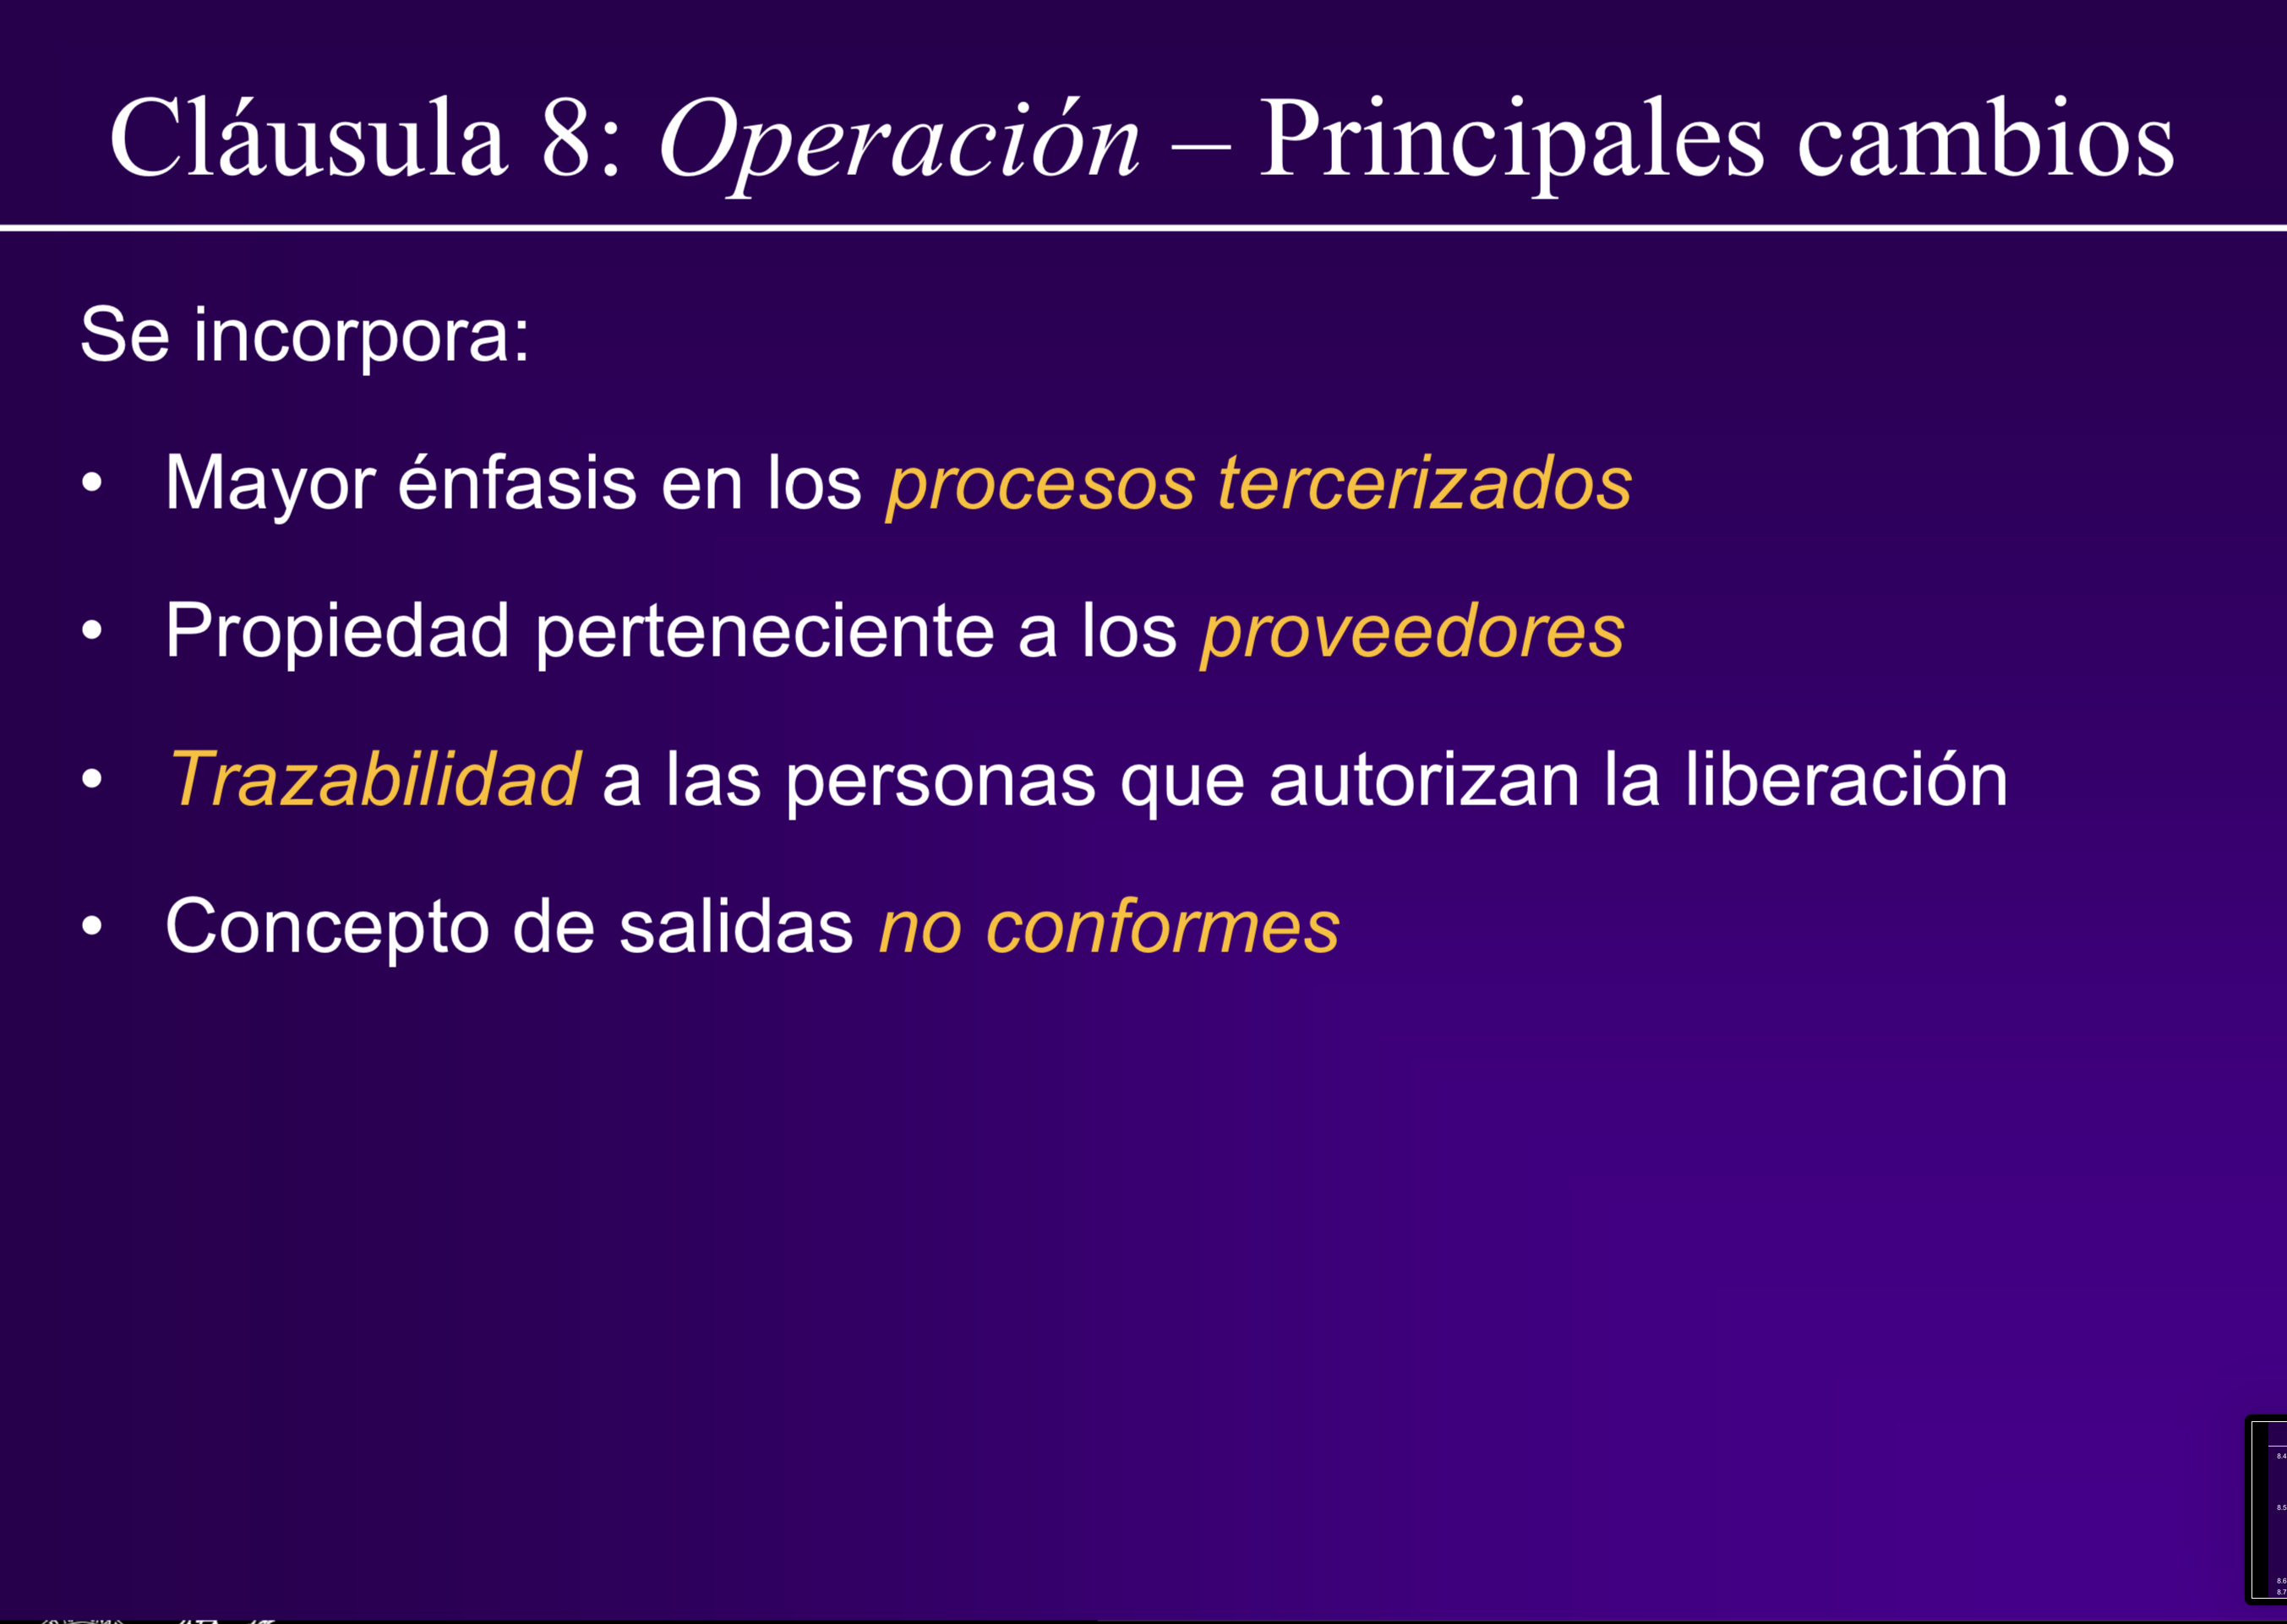 Cláusula 8: Operación – Principales cambios
Se incorpora:
• Mayor énfasis en los procesos tercerizados
• Propiedad perteneciente a los proveedores
• Trazabilidad a las personas que autorizan la liberación
• Concepto de salidas no conformes
8.4
8.5
8.6
8.7